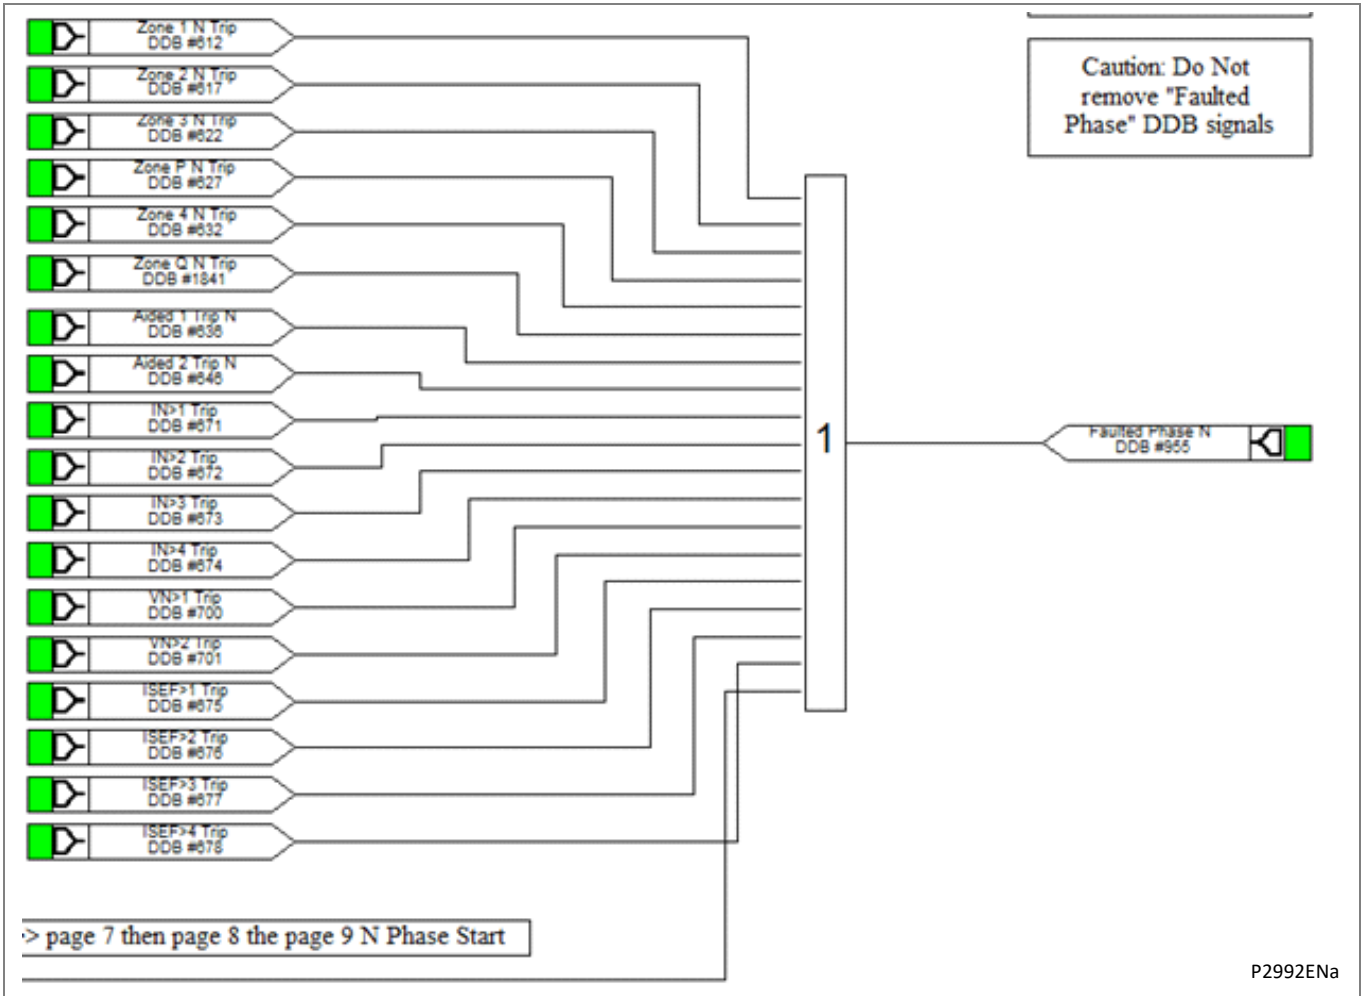 Zone 1 N Trip
DDB #612
Zone 2 N Trip
DDB #617
Zone 3 N Trip
DDB #622
Zone P N Trip
DDB #627
Zone 4 N Trip
DDB #632
Zone Q N Trip
DDB #1841
Aided 1 Trip N
DDB #636
Aided 2 Trip N
DDB #646
IN>1 Trip
DDB #671
IN>2 Trip
DDB #672
IN>3 Trip
DDB #673
IN>4 Trip
DDB #674
VN>1 Trip
DDB #700
VN>2 Trip
DDB #701
ISEF>1 Trip
DDB #675
ISEF>2 Trip
DDB #676
ISEF>3 Trip
DDB #677
ISEF>4 Trip
DDB #678
1
Caution: Do Not
remove "Faulted
Phase" DDB signals
Faulted Phase N
DDB #955
> page 7 then page 8 the page 9 N Phase Start
P2992ENa